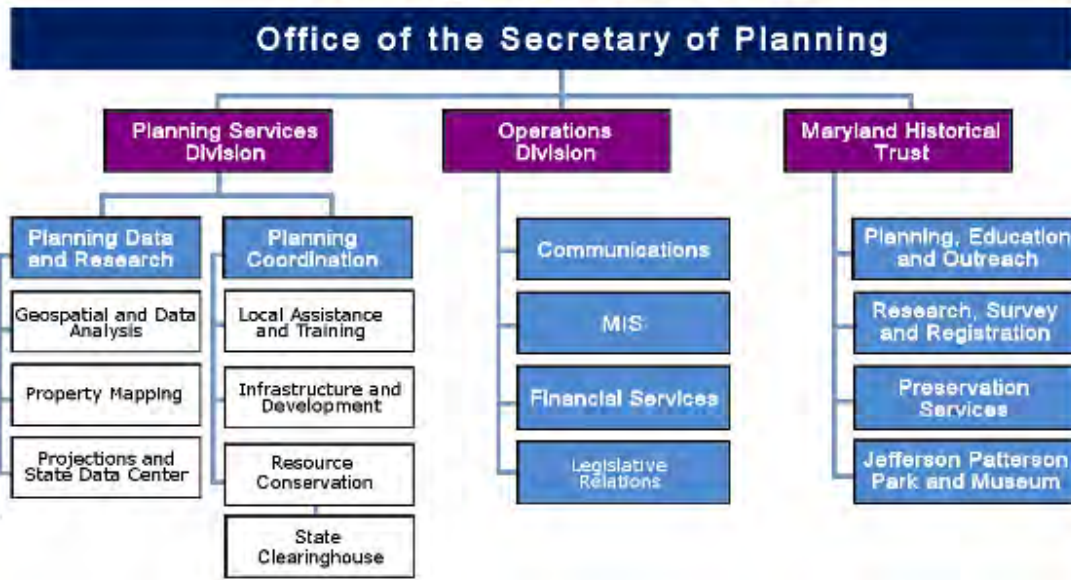 Office of the Secretary of Planning
Planning Services
Division
Operations
Division
Maryland Historical
Trust
Planning Data
and Research
Geospatial and Data
Analysis
Property Mapping
Projections and
State Data Center
Planning
Coordination
Local Assistance
and Training
Infrastructure and
Development
Resource
Conservation
State
Clearinghouse
Communications
MIS
Financial Services
Legislative
Relations
Planning, Education
and Outreach
Research, Survey
and Registration
Preservation
Services
Jefferson Patterson
Park and Museum